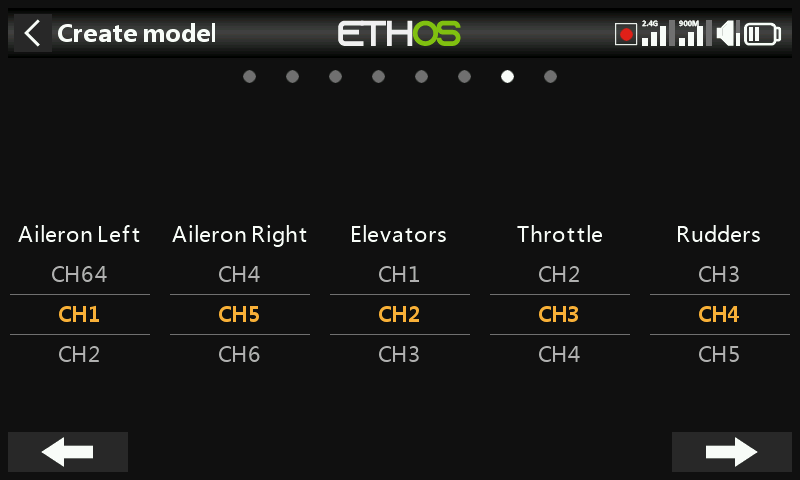 Create model
ETHOS
2.4G
900M
Aileron Left Aileron Right Elevators Throttle Rudders
CH64 CH4 CH1 CH2 CH3
CH1 CH5 CH2 CH3 CH4
CH2 CH6 CH3 CH4 CH5